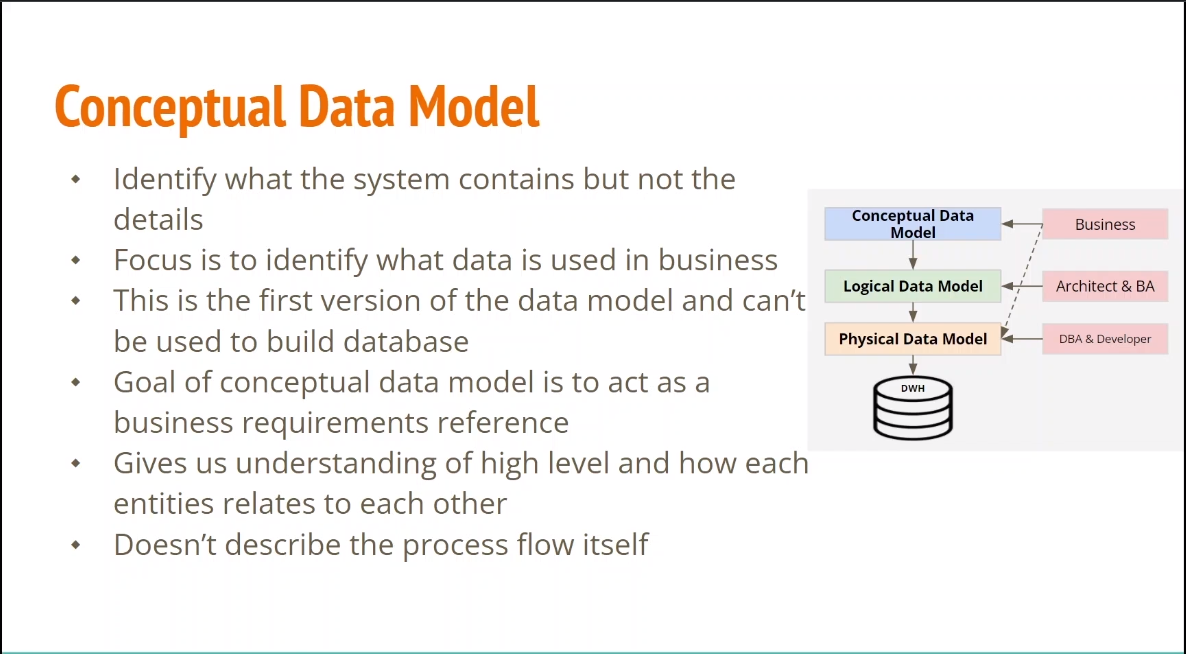 Conceptual Data Model
Identify what the system contains but not the
details
Focus is to identify what data is used in business
This is the first version of the data model and can't
be used to build database
Goal of conceptual data model is to act as a
business requirements reference
Gives us understanding of high level and how each
entities relates to each other
Doesn't describe the process flow itself
Conceptual Data
Model
Business
Logical Data Model
Architect & BA
Physical Data Model
DBA & Developer
DWH